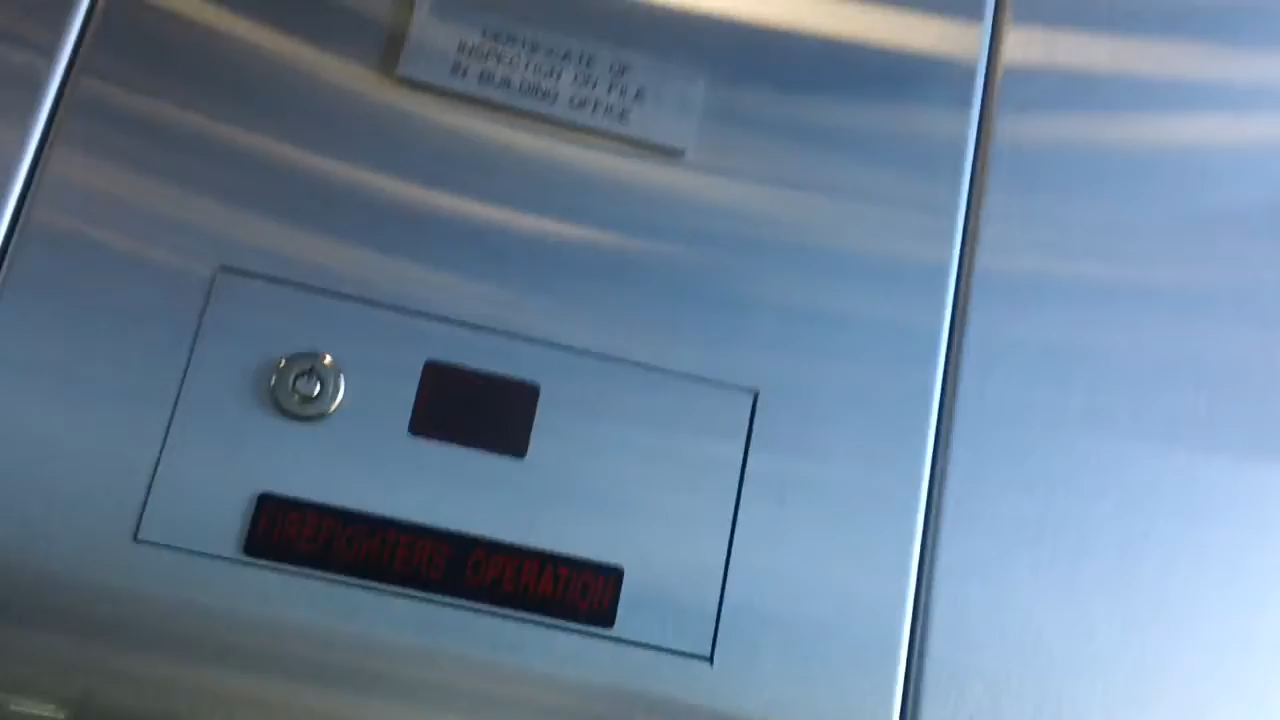 CERTIFICATE OF
INSPECTION ON FILE
IN BUILDING OFFICE
FIREFIGHTERS' OPERATION